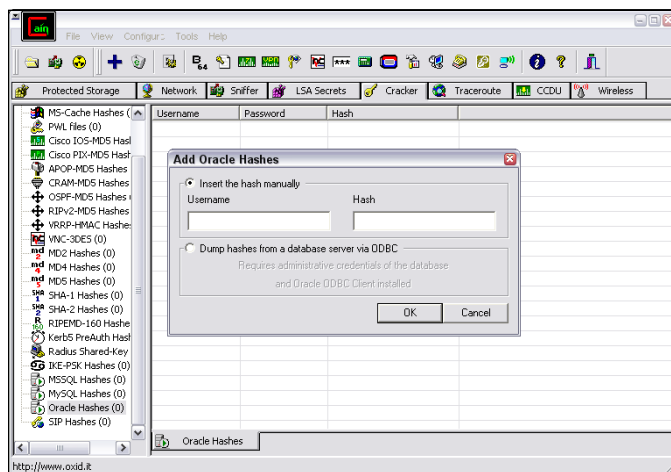 Cain
File View Configure Tools Help
B 64
Protected Storage Network Sniffer LSA Secrets Cracker Traceroute CCDU Wireless
MS-Cache Hashes (
PWL files (0)
Cisco IOS-MD5 Hasl
Cisco PIX-MD5 Hast
APOP-MD5 Hashes
CRAM-MD5 Hashes
OSPF-MD5 Hashes
RIPv2-MD5 Hashes
VRRP-HMAC Hashe
VNC-3DES (0)
MD2 Hashes (0)
MD4 Hashes (0)
MD5 Hashes (0)
SHA-1 Hashes (0)
SHA-2 Hashes (0)
RIPEMD-160 Hashe
Kerb5 PreAuth Hasl
Radius Shared-Key
IKE-PSK Hashes (0)
MSSQL Hashes (0)
MySQL Hashes (0)
Oracle Hashes (0)
SIP Hashes (0)
Username Password Hash
Add Oracle Hashes
Insert the hash manually
Username Hash
Dump hashes from a database server via ODBC
Requires administrative credentials of the database
and Oracle ODBC Client installed
OK Cancel
Oracle Hashes
http://www.oxid.it